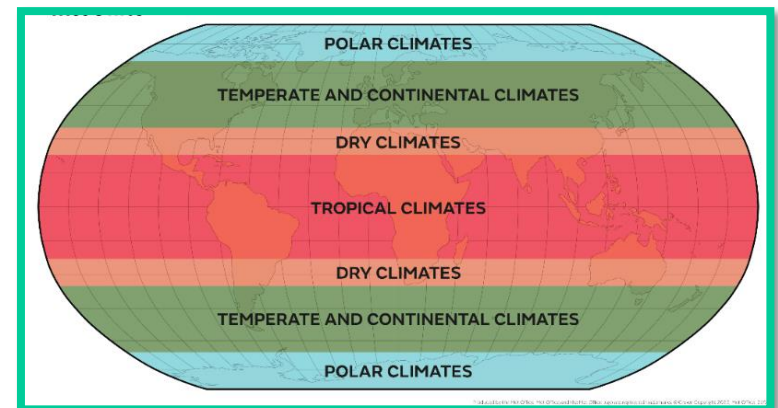 POLAR CLIMATES
TEMPERATE AND CONTINENTAL CLIMATES
DRY CLIMATES
TROPICAL CLIMATES
DRY CLIMATES
TEMPERATE AND CONTINENTAL CLIMATES
POLAR CLIMATES